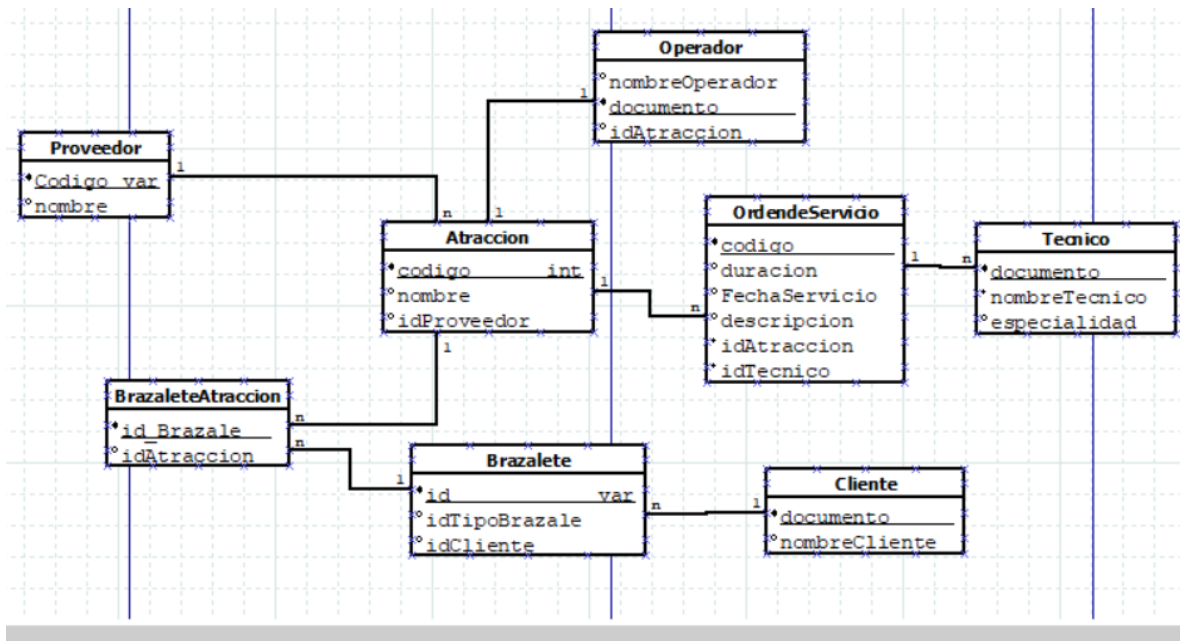 Operador
nombreOperador
documento
idAtraccion
1
Proveedor
Codigo var
nombre
1
n
1
Atraccion
codigo int
nombre
idProveedor
1
1
OrdendeServicio
codigo
duracion
FechaServicio
descripcion
idAtraccion
idTecnico
1
n
n
Tecnico
documento
nombreTecnico
especialidad
BrazaleteAtraccion
id_Brazale
idAtraccion
n
n
Brazalete
id var
idTipoBrazale
idCliente
1
n
Cliente
documento
nombreCliente
1